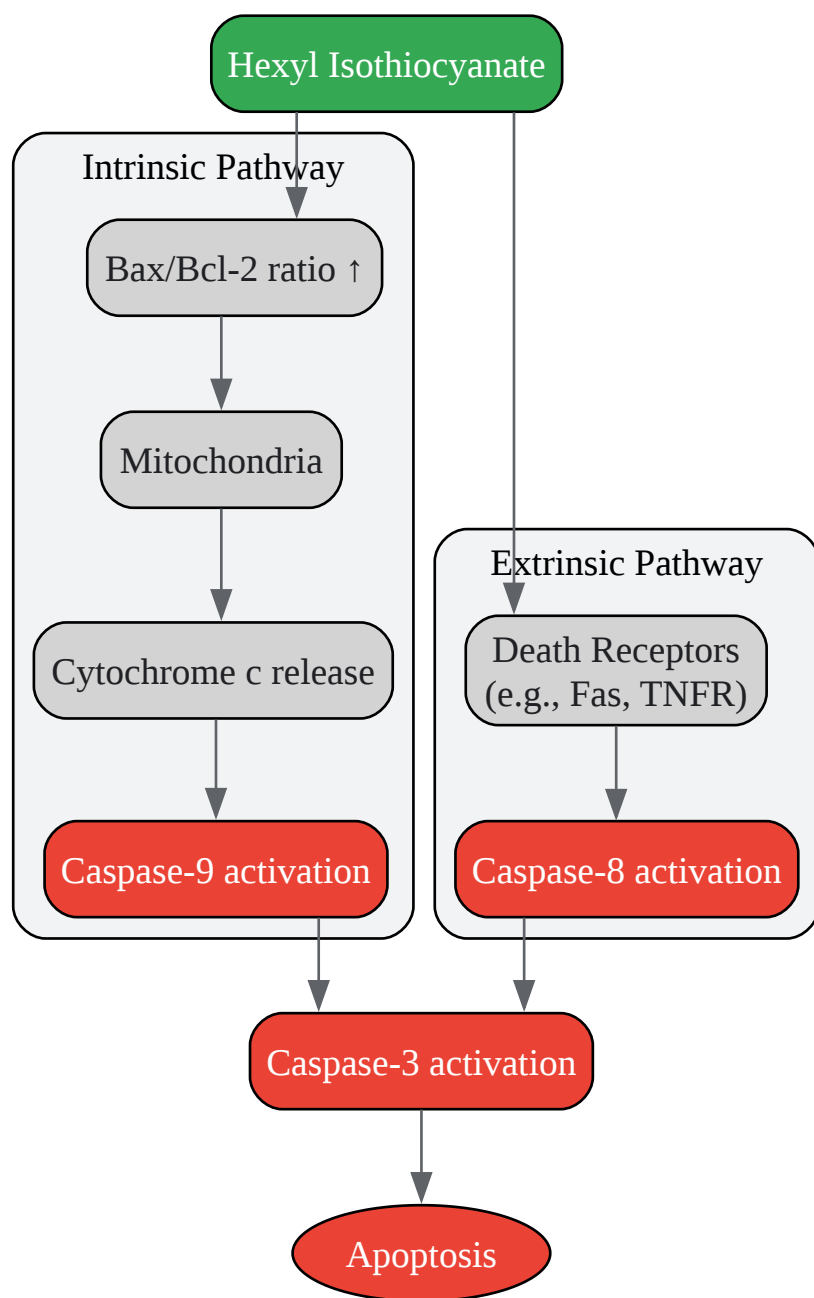 Hexyl Isothiocyanate
Intrinsic Pathway
Bax/Bcl-2 ratio ↑
Mitochondria
Cytochrome c release
Caspase-9 activation
Extrinsic Pathway
Death Receptors
(e.g., Fas, TNFR)
Caspase-8 activation
Caspase-3 activation
Apoptosis